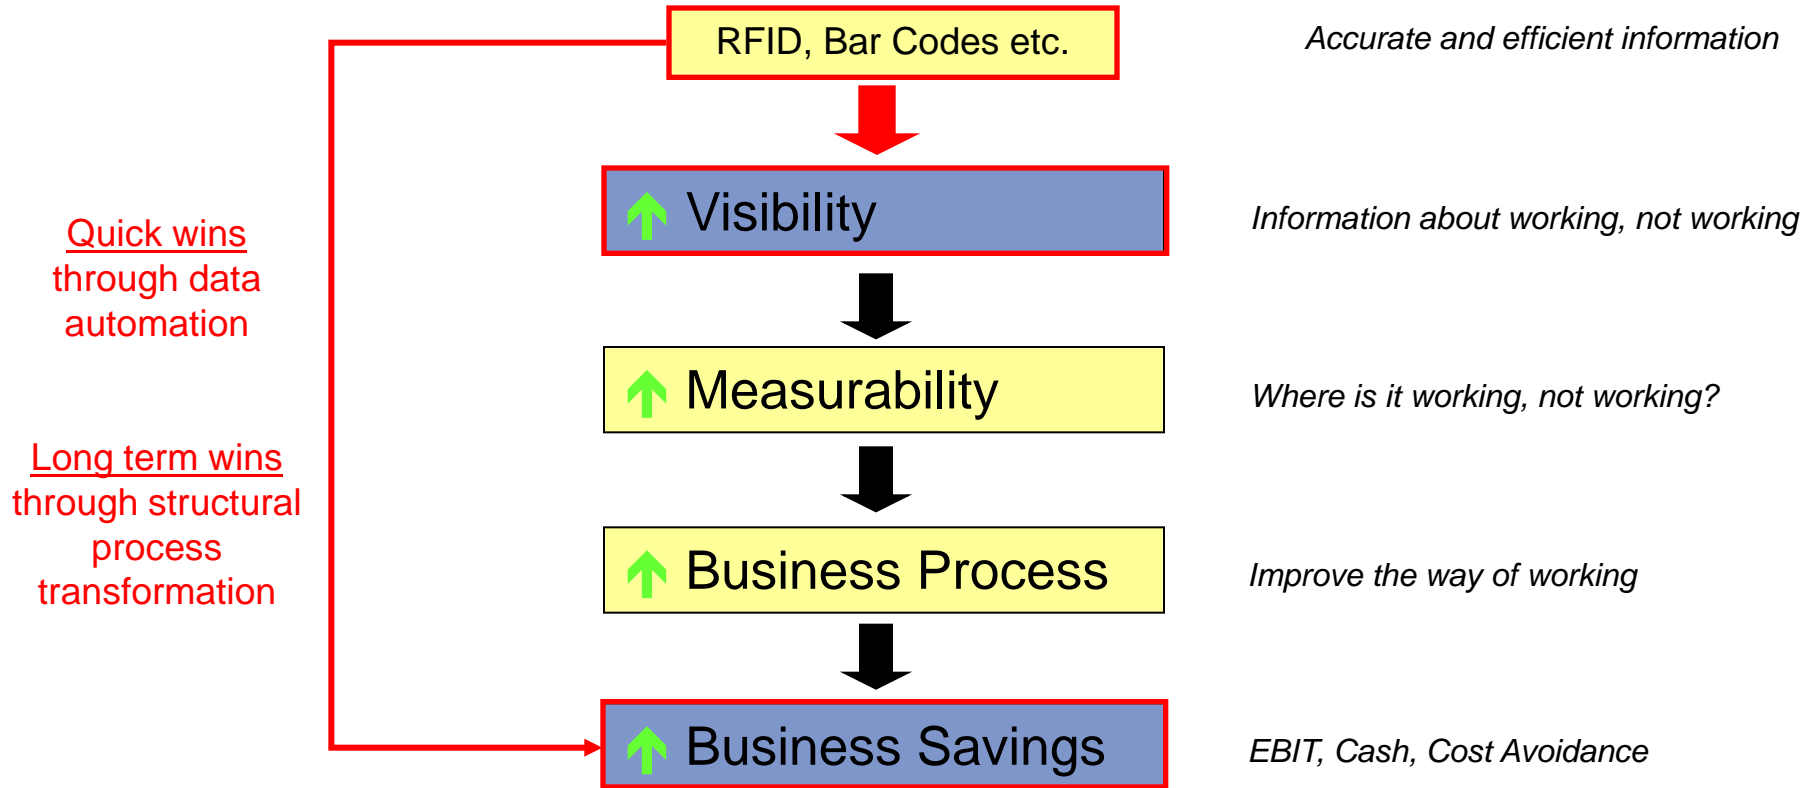 RFID, Bar Codes etc.
Accurate and efficient information
Visibility
Information about working, not working
Quick wins
through data
automation
Measurability
Where is it working, not working?
Long term wins
through structural
process
transformation
Business Process
Improve the way of working
Business Savings
EBIT, Cash, Cost Avoidance